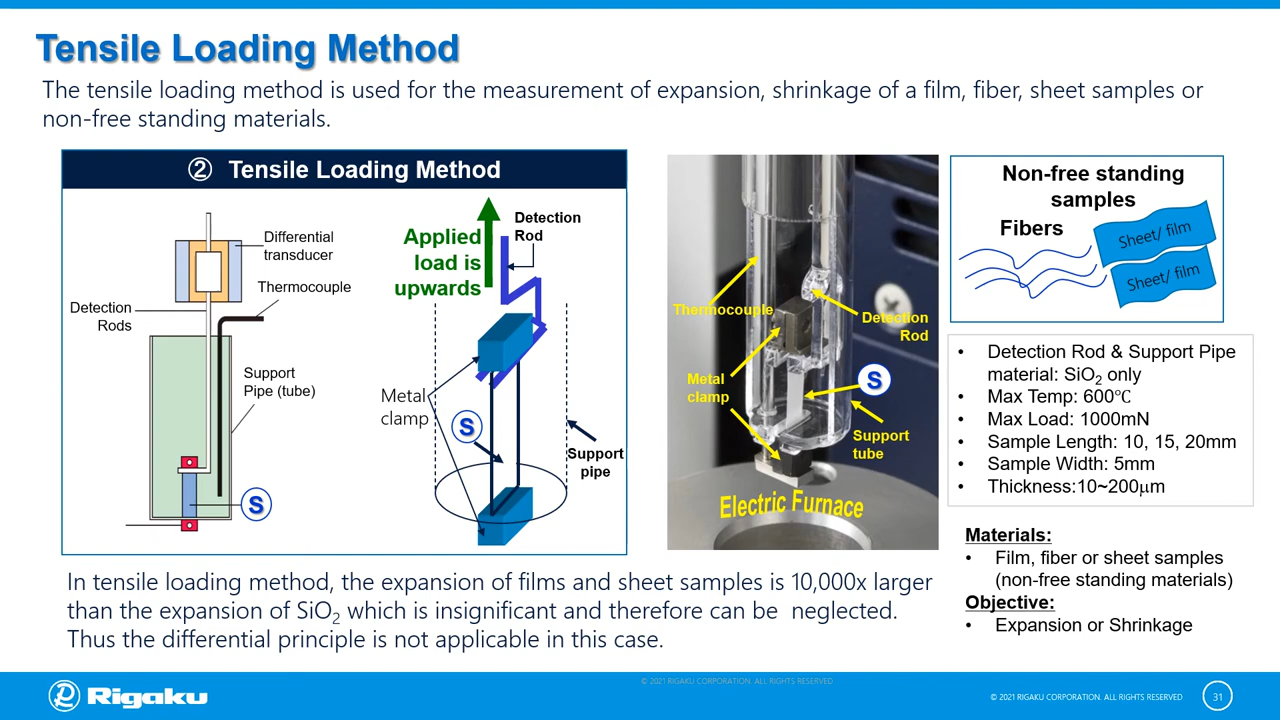 Tensile Loading Method
The tensile loading method is used for the measurement of expansion, shrinkage of a film, fiber, sheet samples or
non-free standing materials.
② Tensile Loading Method
Differential
transducer
Thermocouple
Detection
Rods
Support
Pipe (tube)
S
Applied
load is
upwards
Detection
Rod
Metal
clamp
S
Support
pipe
Thermocouple
Detection
Rod
Metal
clamp
S
Support
tube
Electric Furnace
Non-free standing
samples
Fibers
Sheet/ film
Sheet/ film
• Detection Rod & Support Pipe
material: SiO₂ only
• Max Temp: 600℃
• Max Load: 1000mN
• Sample Length: 10, 15, 20mm
• Sample Width: 5mm
• Thickness:10~200µm
Materials:
• Film, fiber or sheet samples
(non-free standing materials)
Objective:
• Expansion or Shrinkage
In tensile loading method, the expansion of films and sheet samples is 10,000x larger
than the expansion of SiO₂ which is insignificant and therefore can be neglected.
Thus the differential principle is not applicable in this case.
Rigaku
© 2021 RIGAKU CORPORATION. ALL RIGHTS RESERVED
© 2021 RIGAKU CORPORATION. ALL RIGHTS RESERVED
31